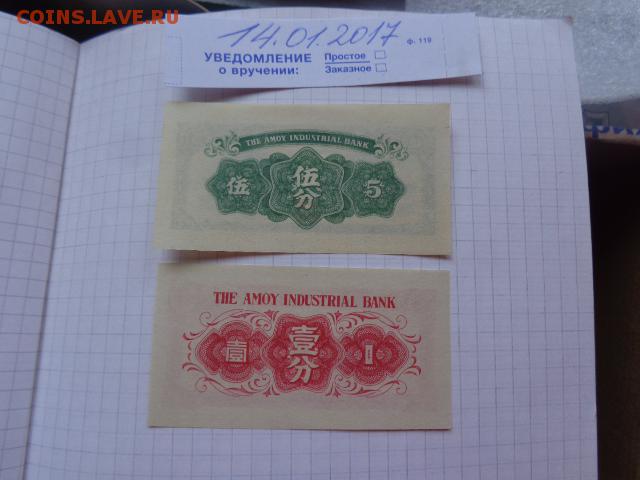 COINS.LAVE.RU
14.01.2017
ф. 119
УВЕДОМЛЕНИЕ
о вручении:
Простое
Заказное
THE AMOY INDUSTRIAL BANK
伍 伍分 5
THE AMOY INDUSTRIAL BANK
壹 壹分 1